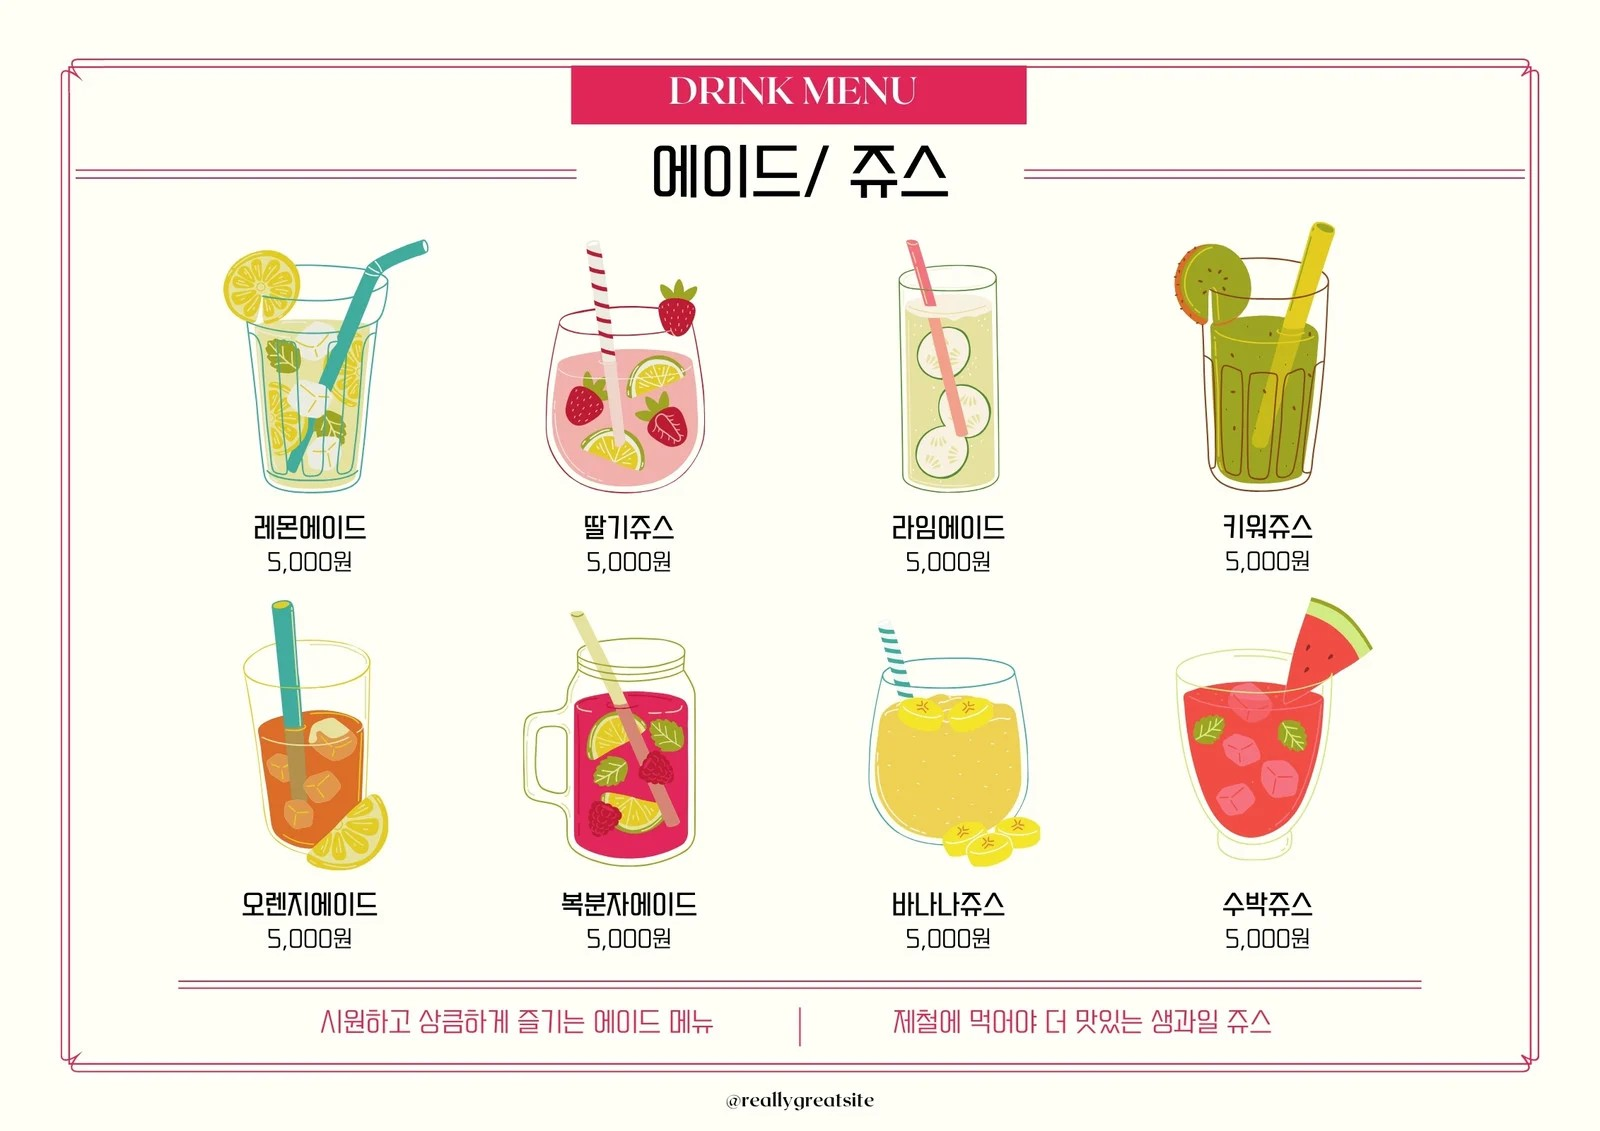 DRINK MENU
에이드/ 쥬스
레몬에이드
5,000원
딸기쥬스
5,000원
라임에이드
5,000원
키워쥬스
5,000원
오렌지에이드
5,000원
복분자에이드
5,000원
바나나쥬스
5,000원
수박쥬스
5,000원
시원하고 상큼하게 즐기는 에이드 메뉴
제철에 먹어야 더 맛있는 생과일 쥬스
@reallygreatsite